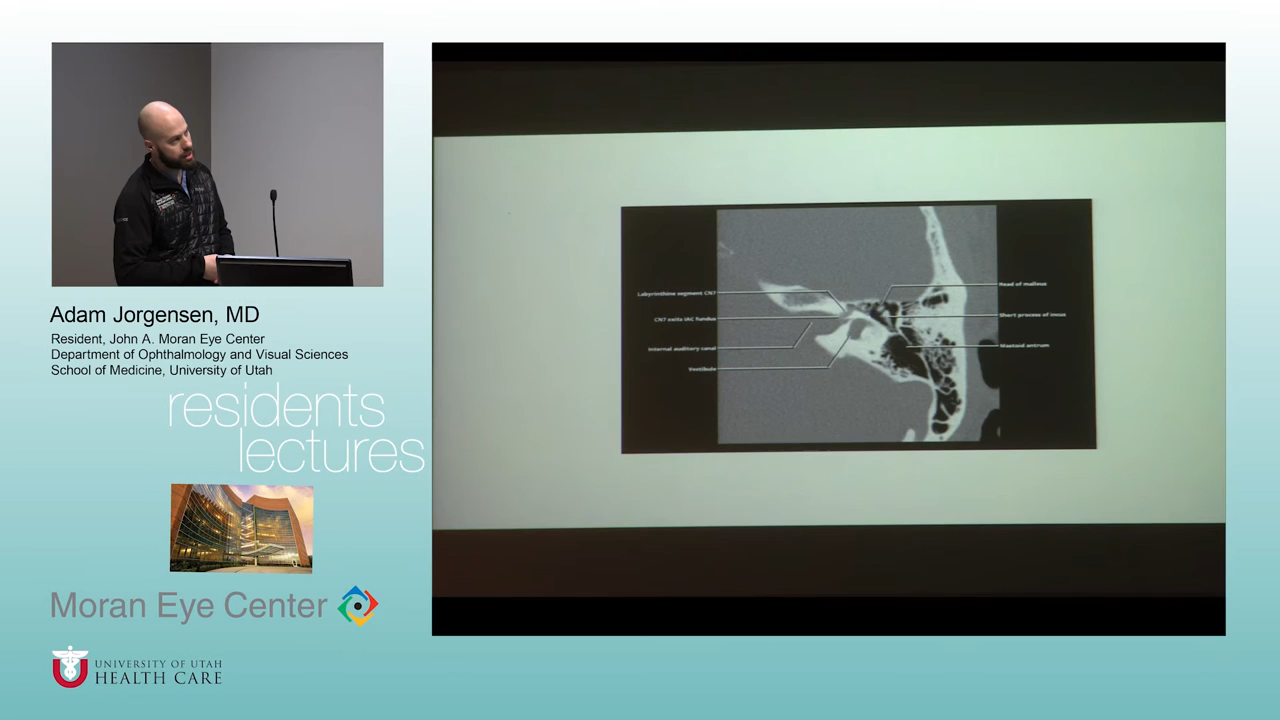 Adam Jorgensen, MD
Resident, John A. Moran Eye Center
Department of Ophthalmology and Visual Sciences
School of Medicine, University of Utah
residents
lectures
Moran Eye Center
UNIVERSITY OF UTAH
HEALTH CARE
Labyrinthine segment CN7
CN7 exits IAC fundus
Internal auditory canal
Vestibule
Head of malleus
Short process of incus
Mastoid antrum